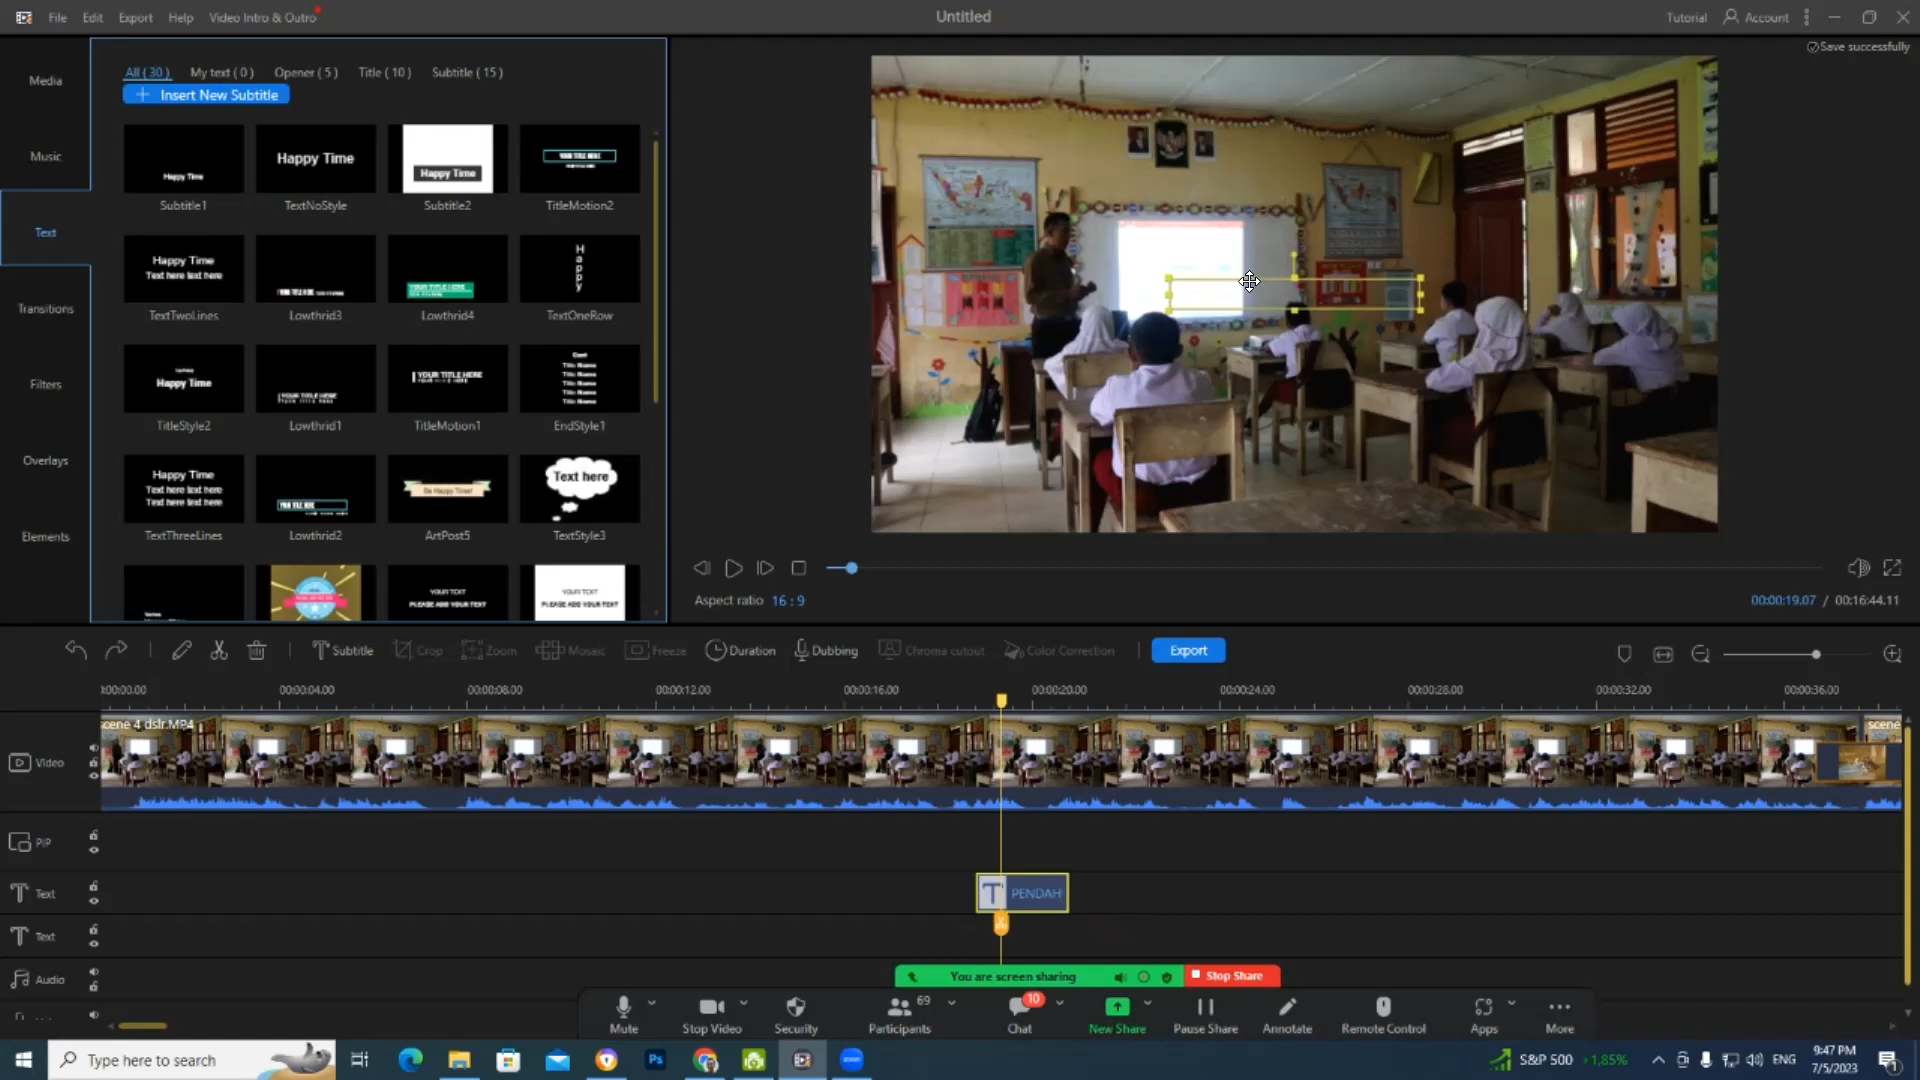 File Edit Export Help Video Intro & Outro
Untitled
Tutorial Account
Save successfully
Media
Music
Text
Transitions
Filters
Overlays
Elements
All ( 30 ) My text ( 0 ) Opener ( 5 ) Title ( 10 ) Subtitle ( 15 )
+ Insert New Subtitle
Happy Time
Happy Time
Happy Time
YOUR TITLE HERE
Subtitle1 TextNoStyle Subtitle2 TitleMotion2
Happy Time
Text here text here
YOUR TITLE HERE
YOUR TITLE HERE
Happy
TextTwoLines Lowthrid3 Lowthrid4 TextOneRow
Happy Time
YOUR TITLE HERE
YOUR TITLE HERE
Title Name
Title Name
Title Name
Title Name
TitleStyle2 Lowthrid1 TitleMotion1 EndStyle1
Happy Time
Text here text here
Text here text here
YOUR TITLE HERE
Be Happy Time!
Text here
TextThreeLines Lowthrid2 ArtPost5 TextStyle3
YOUR TEXT
PLEASE ADD YOUR TEXT
YOUR TEXT
PLEASE ADD YOUR TEXT
Aspect ratio 16 : 9
00:00:19.07 / 00:16:44.11
Subtitle Crop Zoom Mosaic Freeze Duration Dubbing Chroma cutout Color Correction Export
00:00:04.00 00:00:08.00 00:00:12.00 00:00:16.00 00:00:20.00 00:00:24.00 00:00:28.00 00:00:32.00 00:00:36.00
scene 4 dslr.MP4
scene
Video
PIP
Text
T PENDAH
Text
Audio
You are screen sharing Stop Share
69
10
Mute Stop Video Security Participants Chat New Share Pause Share Annotate Remote Control Apps More
Type here to search
Ps
zoom
S&P 500 +1,85%
ENG
9:47 PM
7/5/2023
1